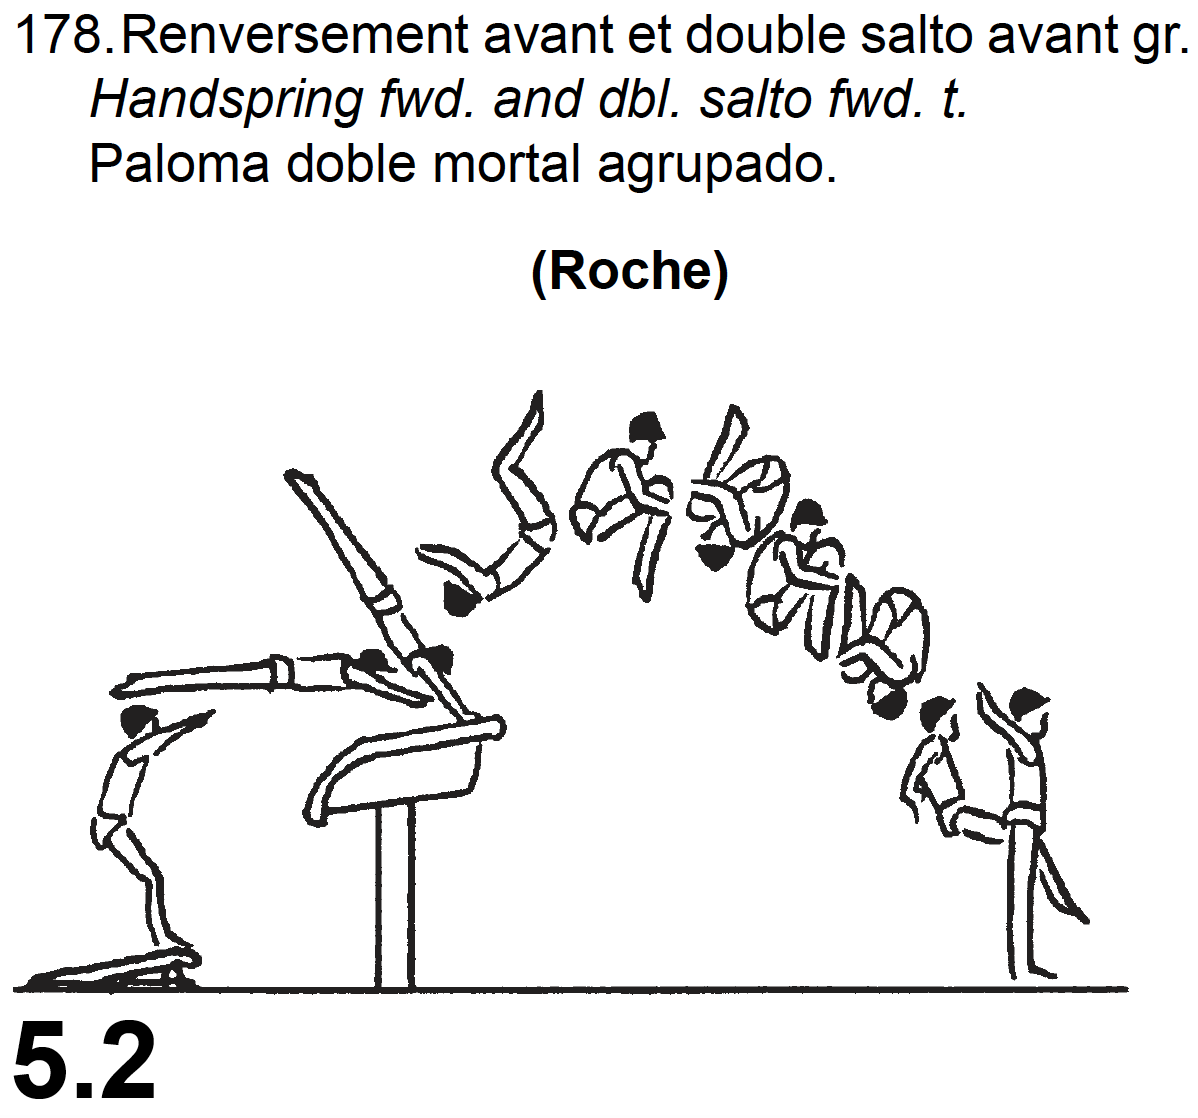 178.Renversement avant et double salto avant gr.
Handspring fwd. and dbl. salto fwd. t.
Paloma doble mortal agrupado.
(Roche)
5.2